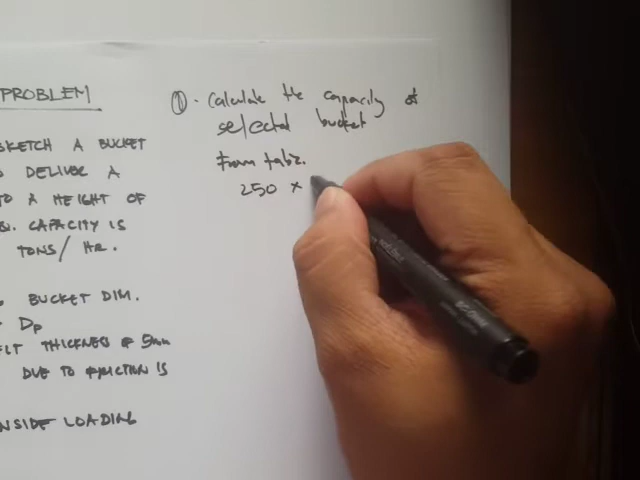 PROBLEM
SKETCH A BUCKET
DELIVER A
TO A HEIGHT OF
CAPACITY IS
TONS/ HR.
BUCKET DIM.
Dp
THICKNESS of 5mm
DUE TO FRICTION IS
INSIDE LOADING
①. Calculate the capacity of
selected bucket
From table.
250 x